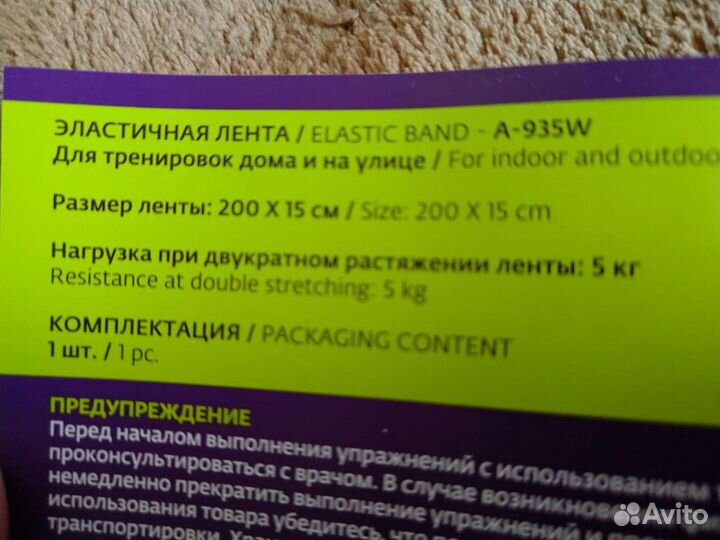 ЭЛАСТИЧНАЯ ЛЕНТА / ELASTIC BAND - A-935W
Для тренировок дома и на улице / For indoor and outdoo
Размер ленты: 200 X 15 см / Size: 200 X 15 cm
Нагрузка при двукратном растяжении ленты: 5 кг
Resistance at double stretching: 5 kg
КОМПЛЕКТАЦИЯ / PACKAGING CONTENT
1 шт. / 1 pc.
ПРЕДУПРЕЖДЕНИЕ
Перед началом выполнения упражнений с использованием
проконсультироваться с врачом. В случае возникнове
немедленно прекратить выполнение упражнений и
использования товара убедитесь, что
транспортировки.
Avito